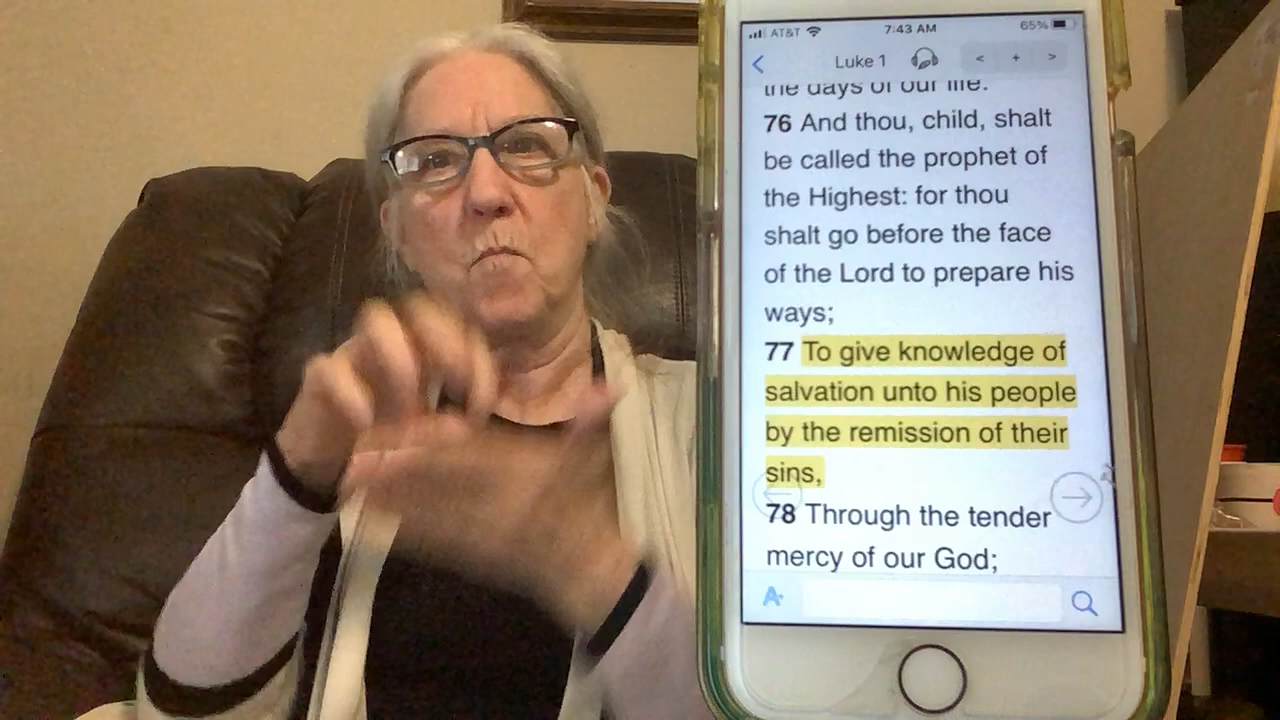 AT&T 7:43 AM 65%
Luke 1 < + >
the days of our life.
76 And thou, child, shalt
be called the prophet of
the Highest: for thou
shalt go before the face
of the Lord to prepare his
ways;
77 To give knowledge of
salvation unto his people
by the remission of their
sins,
78 Through the tender
mercy of our God;
A